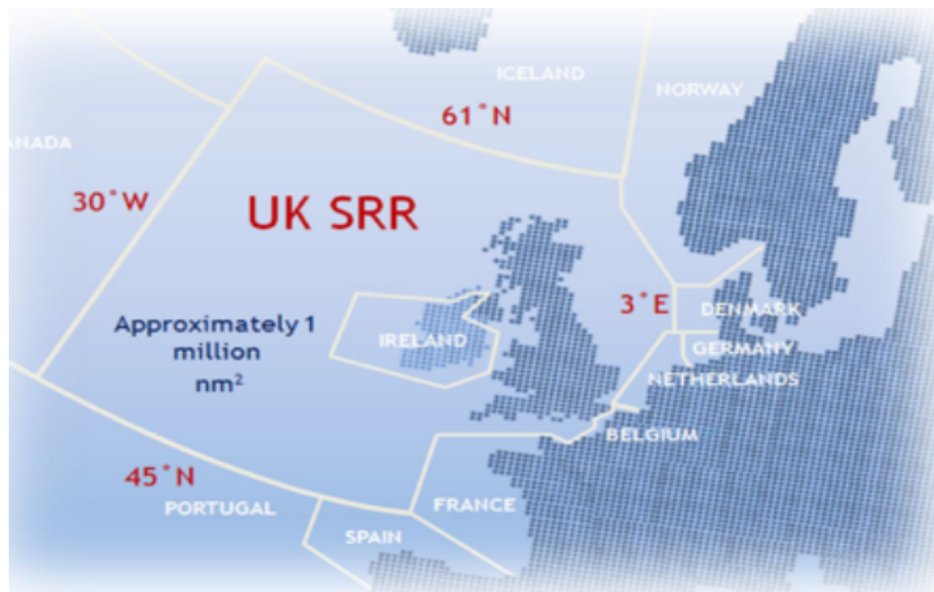 ICELAND
NORWAY
61°N
ANADA
30°W
UK SRR
3°E
DENMARK
Approximately 1
million
nm²
IRELAND
GERMANY
NETHERLANDS
BELGIUM
45°N
PORTUGAL
FRANCE
SPAIN